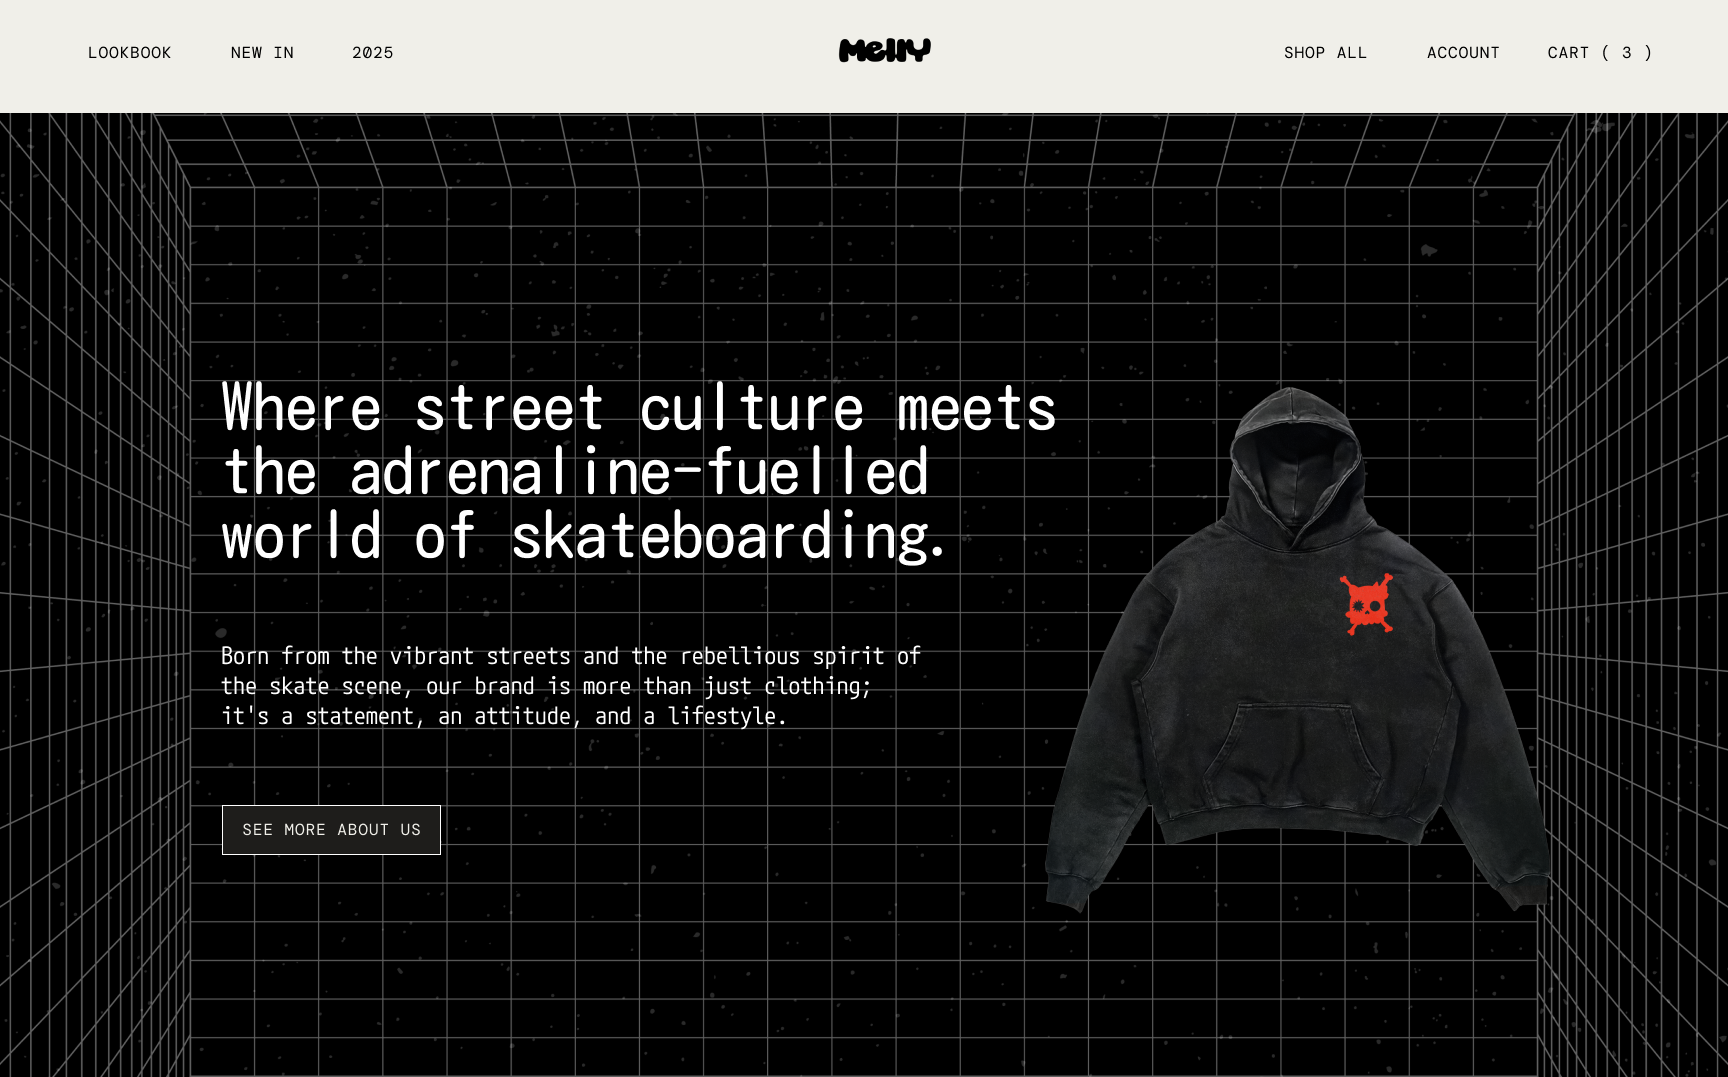 LOOKBOOK NEW IN 2025 Melly SHOP ALL ACCOUNT CART ( 3 )
Where street culture meets
the adrenaline-fuelled
world of skateboarding.
Born from the vibrant streets and the rebellious spirit of
the skate scene, our brand is more than just clothing;
it's a statement, an attitude, and a lifestyle.
SEE MORE ABOUT US